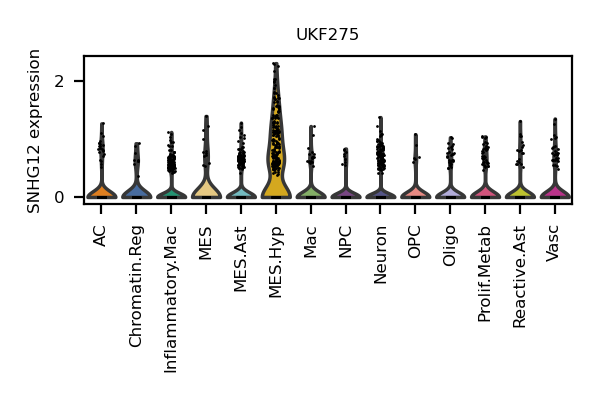 UKF275
SNHG12 expression
2
0
AC
Chromatin.Reg
Inflammatory.Mac
MES
MES.Ast
MES.Hyp
Mac
NPC
Neuron
OPC
Oligo
Prolif.Metab
Reactive.Ast
Vasc